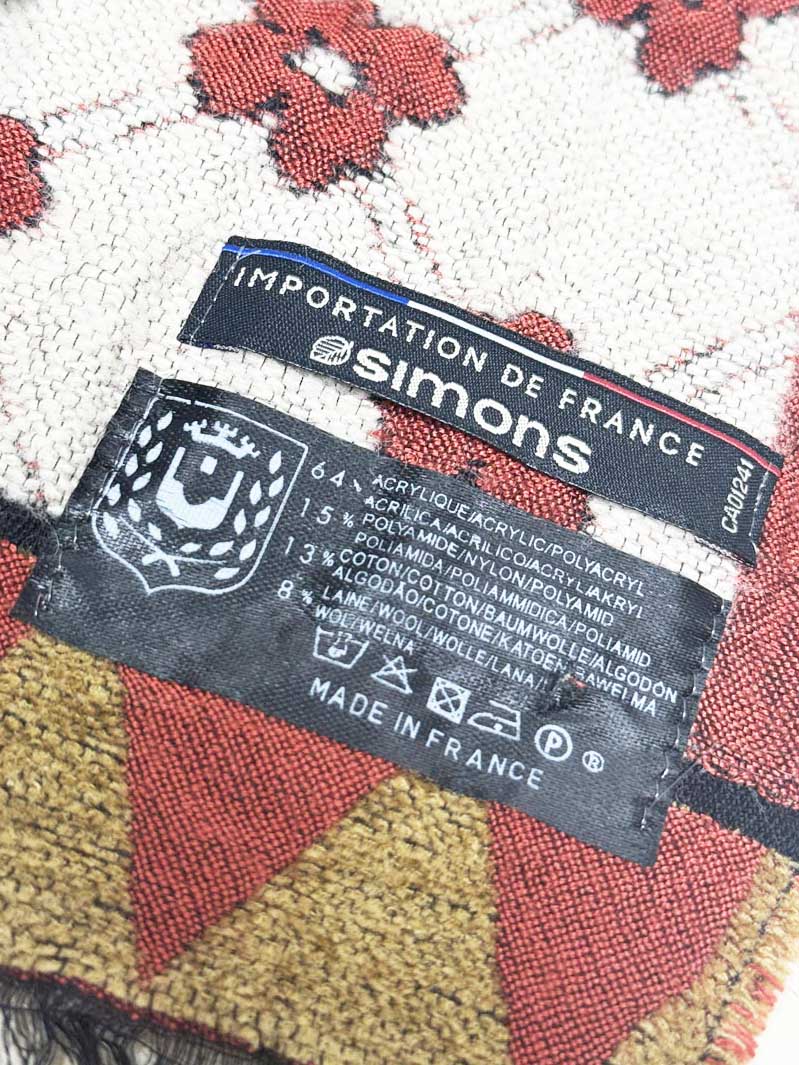 IMPORTATION DE FRANCE
simons
CA01241
64% ACRYLIQUE/ACRYLIC/POLYACRYL
ACRILICA/ACRILICO/ACRYL/AKRYL
15% POLYAMIDE/NYLON/POLYAMID
POLIAMIDA/POLIAMMIDICA/POLIAMID
13% COTON/COTTON/BAUMWOLLE/ALGODON
ALGODÃO/COTONE/KATOEN/BAWELMA
8% LAINE/WOOL/WOLLE/LANA/
WOL/WEŁNA
MADE IN FRANCE
P
®